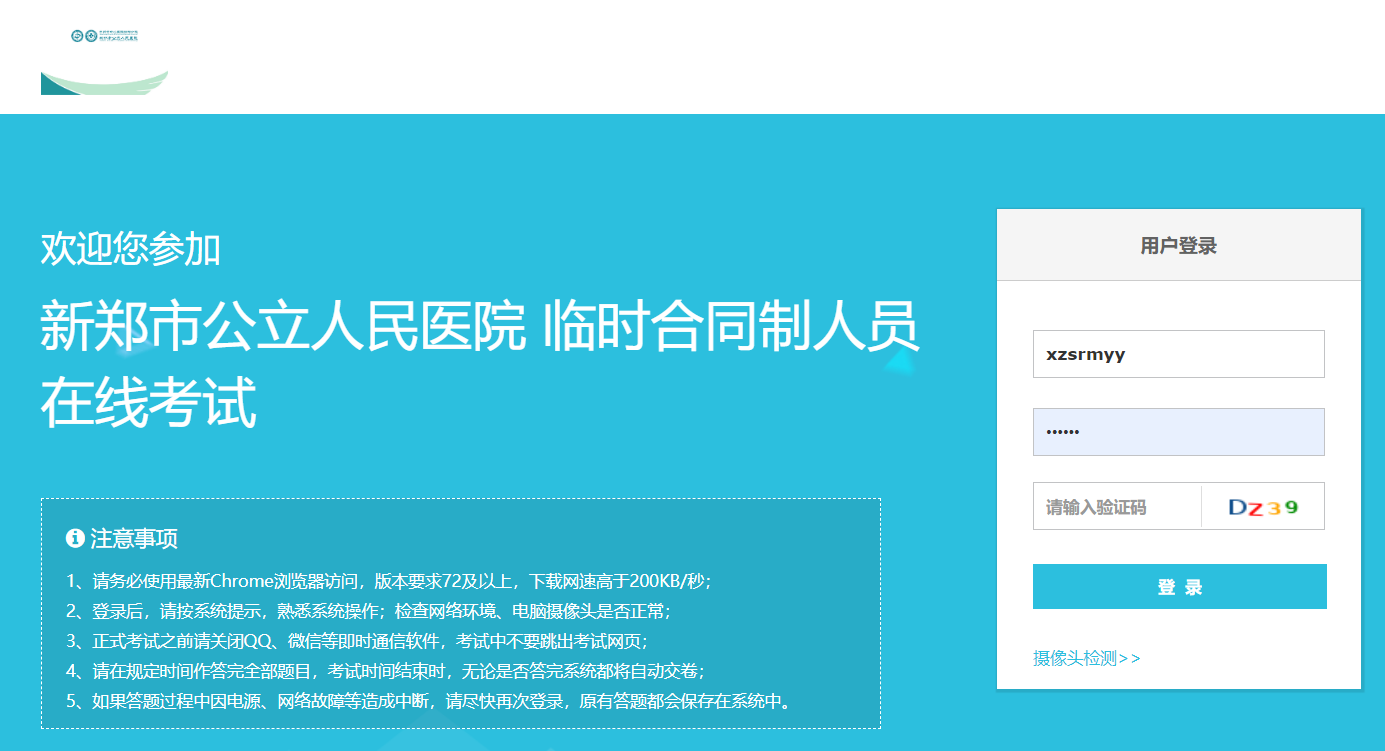 欢迎您参加
新郑市公立人民医院 临时合同制人员
在线考试
注意事项
1、请务必使用最新Chrome浏览器访问，版本要求72及以上，下载网速高于200KB/秒；
2、登录后，请按系统提示，熟悉系统操作；检查网络环境、电脑摄像头是否正常；
3、正式考试之前请关闭QQ、微信等即时通信软件，考试中不要跳出考试网页；
4、请在规定时间作答完全部题目，考试时间结束时，无论是否答完系统都将自动交卷；
5、如果答题过程中因电源、网络故障等造成中断，请尽快再次登录，原有答题都会保存在系统中。
用户登录
xzsrmyy
••••••
请输入验证码 Dz39
登 录
摄像头检测>>